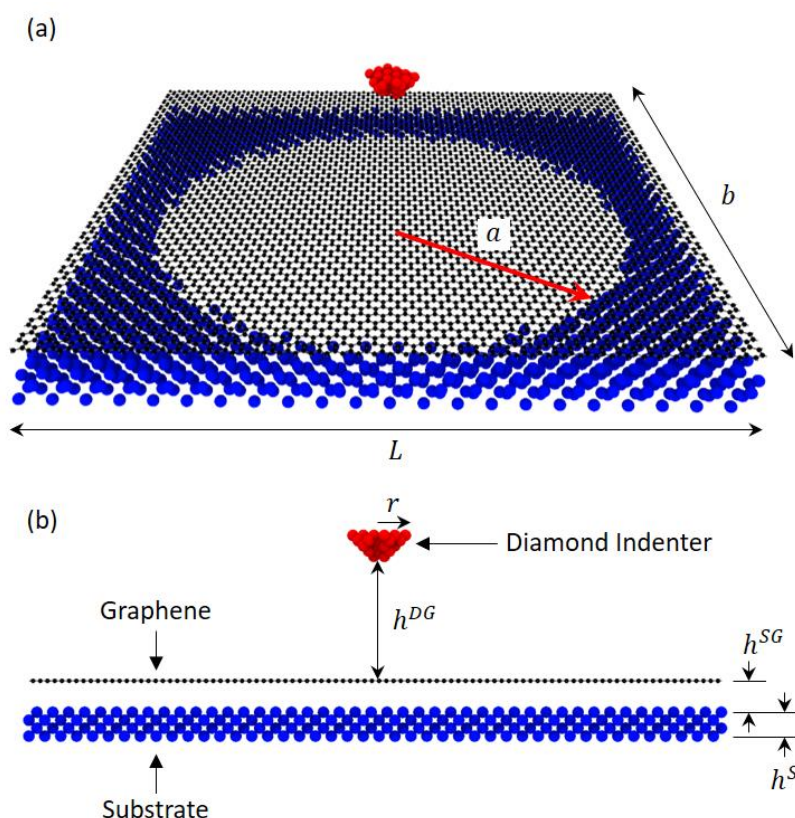 (a)
b
a
L
(b)
r
Diamond Indenter
h^{DG}
Graphene
h^{SG}
h^{S}
Substrate